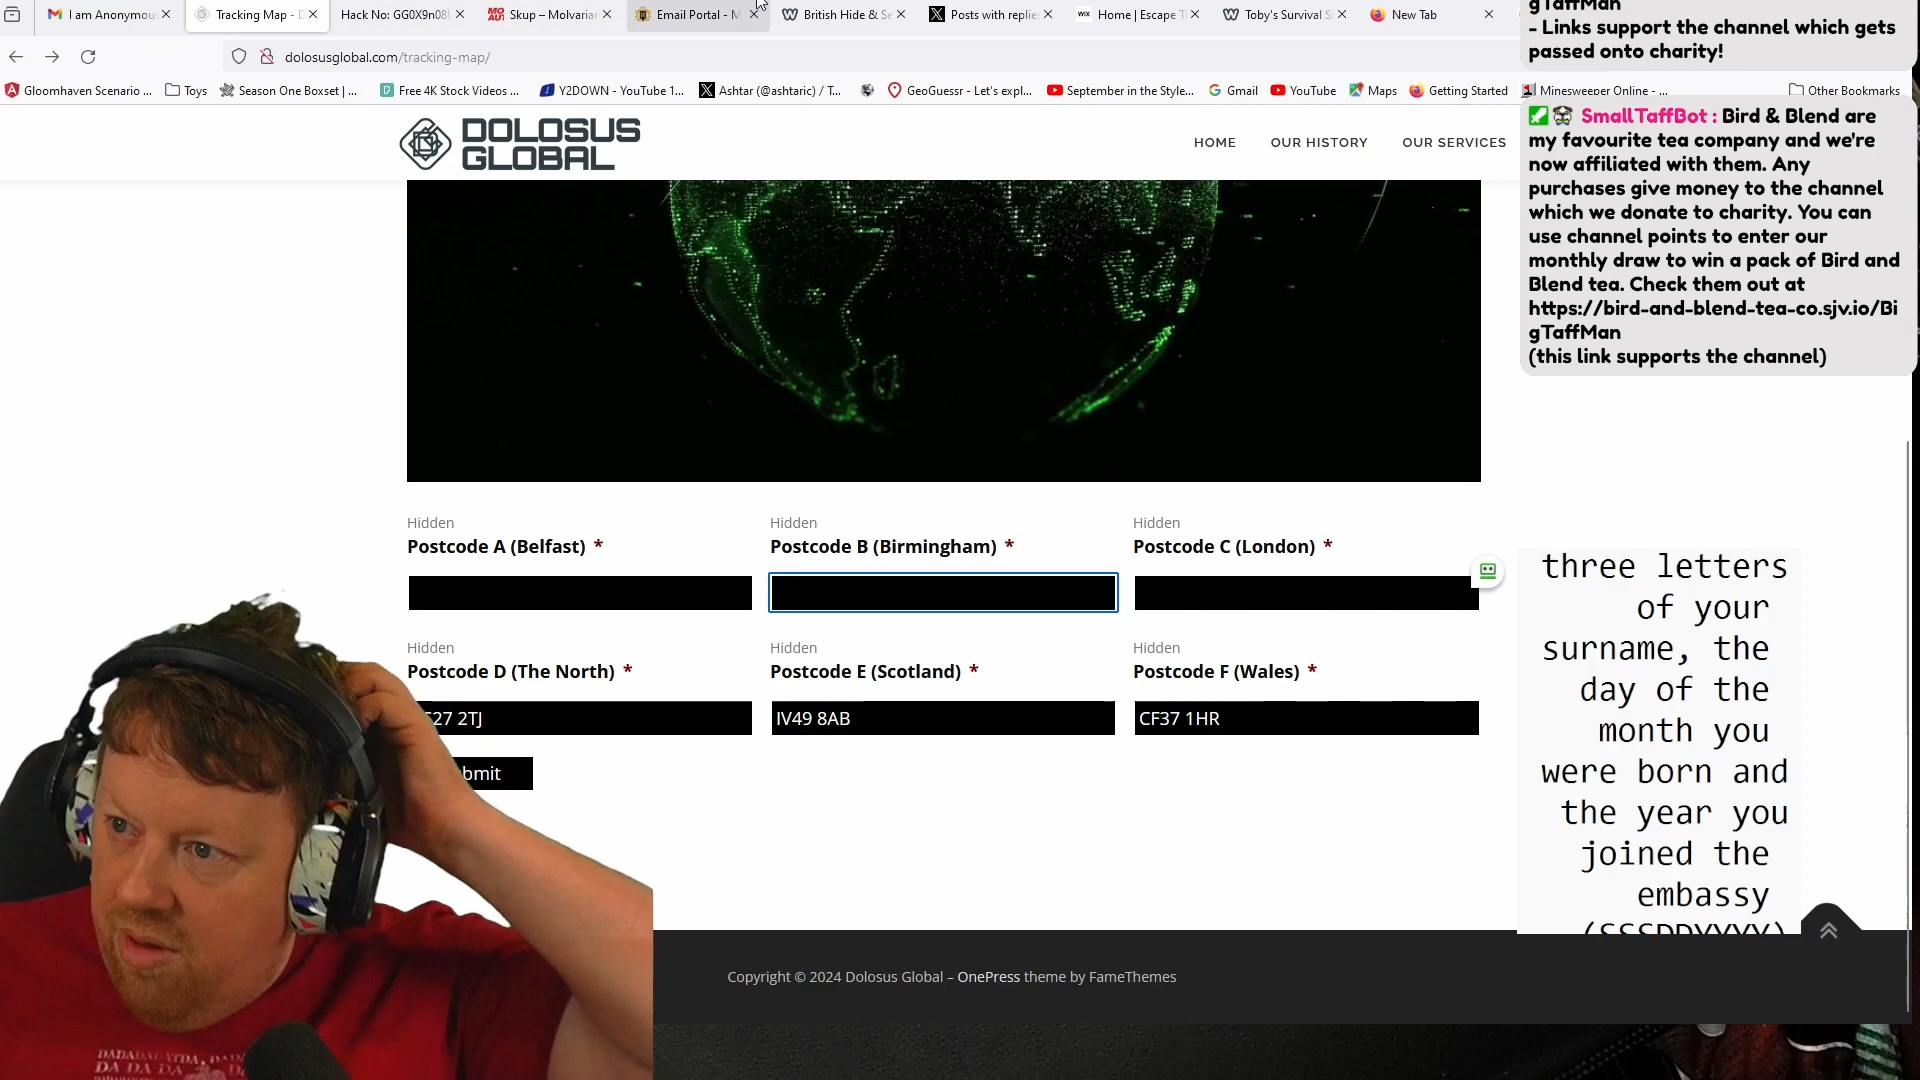 I am Anonymou
Tracking Map - D
Hack No: GG0X9n08
Skup – Molvarian
Email Portal - M
British Hide & Se
Posts with replie
WIX
Home | Escape T
Toby's Survival S
New Tab
dolosusglobal.com/tracking-map/
Gloomhaven Scenario ...
Toys
Season One Boxset | ...
Free 4K Stock Videos ...
Y2DOWN - YouTube 1...
Ashtar (@ashtaric) / T...
GeoGuessr - Let's expl...
September in the Style...
Gmail
YouTube
Maps
Getting Started
Minesweeper Online - ...
Other Bookmarks
gTaffMan
- Links support the channel which gets
passed onto charity!
SmallTaffBot : Bird & Blend are
my favourite tea company and we're
now affiliated with them. Any
purchases give money to the channel
which we donate to charity. You can
use channel points to enter our
monthly draw to win a pack of Bird and
Blend tea. Check them out at
https://bird-and-blend-tea-co.sjv.io/Bi
gTaffMan
(this link supports the channel)
DOLOSUS
GLOBAL
HOME
OUR HISTORY
OUR SERVICES
Hidden
Postcode A (Belfast) *
Hidden
Postcode B (Birmingham) *
Hidden
Postcode C (London) *
Hidden
Postcode D (The North) *
27 2TJ
Hidden
Postcode E (Scotland) *
IV49 8AB
Hidden
Postcode F (Wales) *
CF37 1HR
bmit
three letters
of your
surname, the
day of the
month you
were born and
the year you
joined the
embassy
(SSSDDYYYY)
Copyright © 2024 Dolosus Global – OnePress theme by FameThemes
DA DA DA